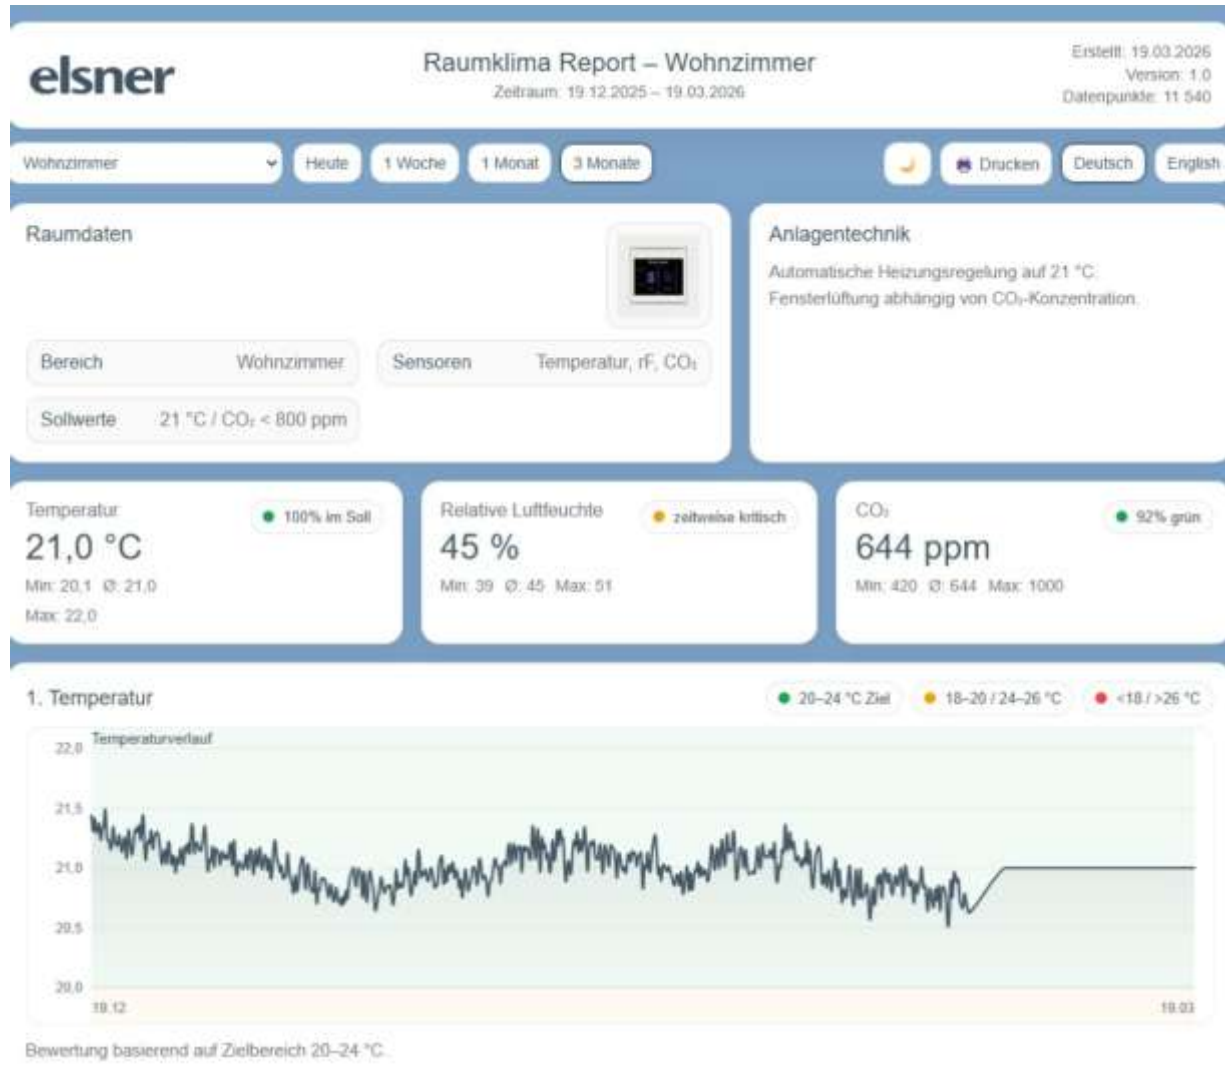 elsner
Raumklima Report – Wohnzimmer
Zeitraum: 19.12.2025 – 19.03.2026
Erstellt: 19.03.2026
Version: 1.0
Datenpunkte: 11 540
Wohnzimmer
Heute
1 Woche
1 Monat
3 Monate
Drucken
Deutsch
English
Raumdaten
Bereich Wohnzimmer
Sensoren Temperatur, rF, CO₂
Sollwerte 21 °C / CO₂ < 800 ppm
Anlagentechnik
Automatische Heizungsregelung auf 21 °C.
Fensterlüftung abhängig von CO₂-Konzentration.
Temperatur
100% im Soll
21,0 °C
Min: 20,1 Ø: 21,0
Max: 22,0
Relative Luftfeuchte
zeitweise kritisch
45 %
Min: 39 Ø: 45 Max: 51
CO₂
92% grün
644 ppm
Min: 420 Ø: 644 Max: 1000
1. Temperatur
20–24 °C Ziel
18–20 / 24–26 °C
<18 / >26 °C
Temperaturverlauf
22,0
21,5
21,0
20,5
20,0
19.12
19.03
Bewertung basierend auf Zielbereich 20–24 °C.